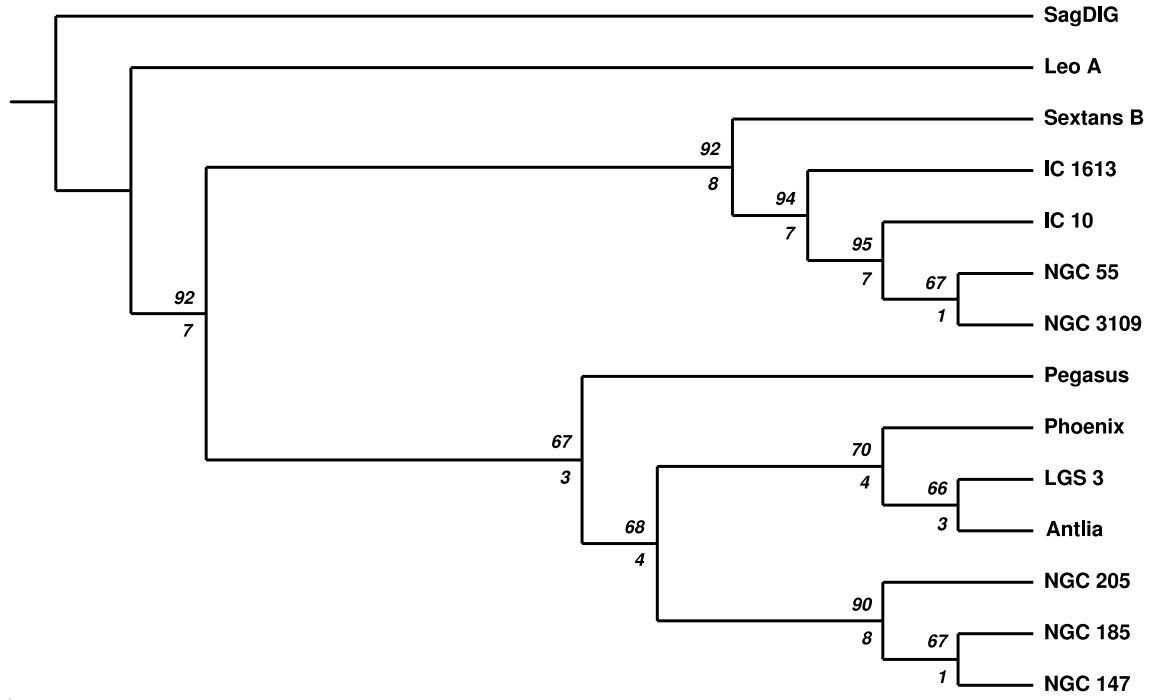 SagDIG
Leo A
Sextans B
92
8
IC 1613
94
7
IC 10
95
7
NGC 55
67
1
NGC 3109
92
7
Pegasus
Phoenix
67
3
70
4
LGS 3
66
3
Antlia
68
4
NGC 205
90
8
NGC 185
67
1
NGC 147